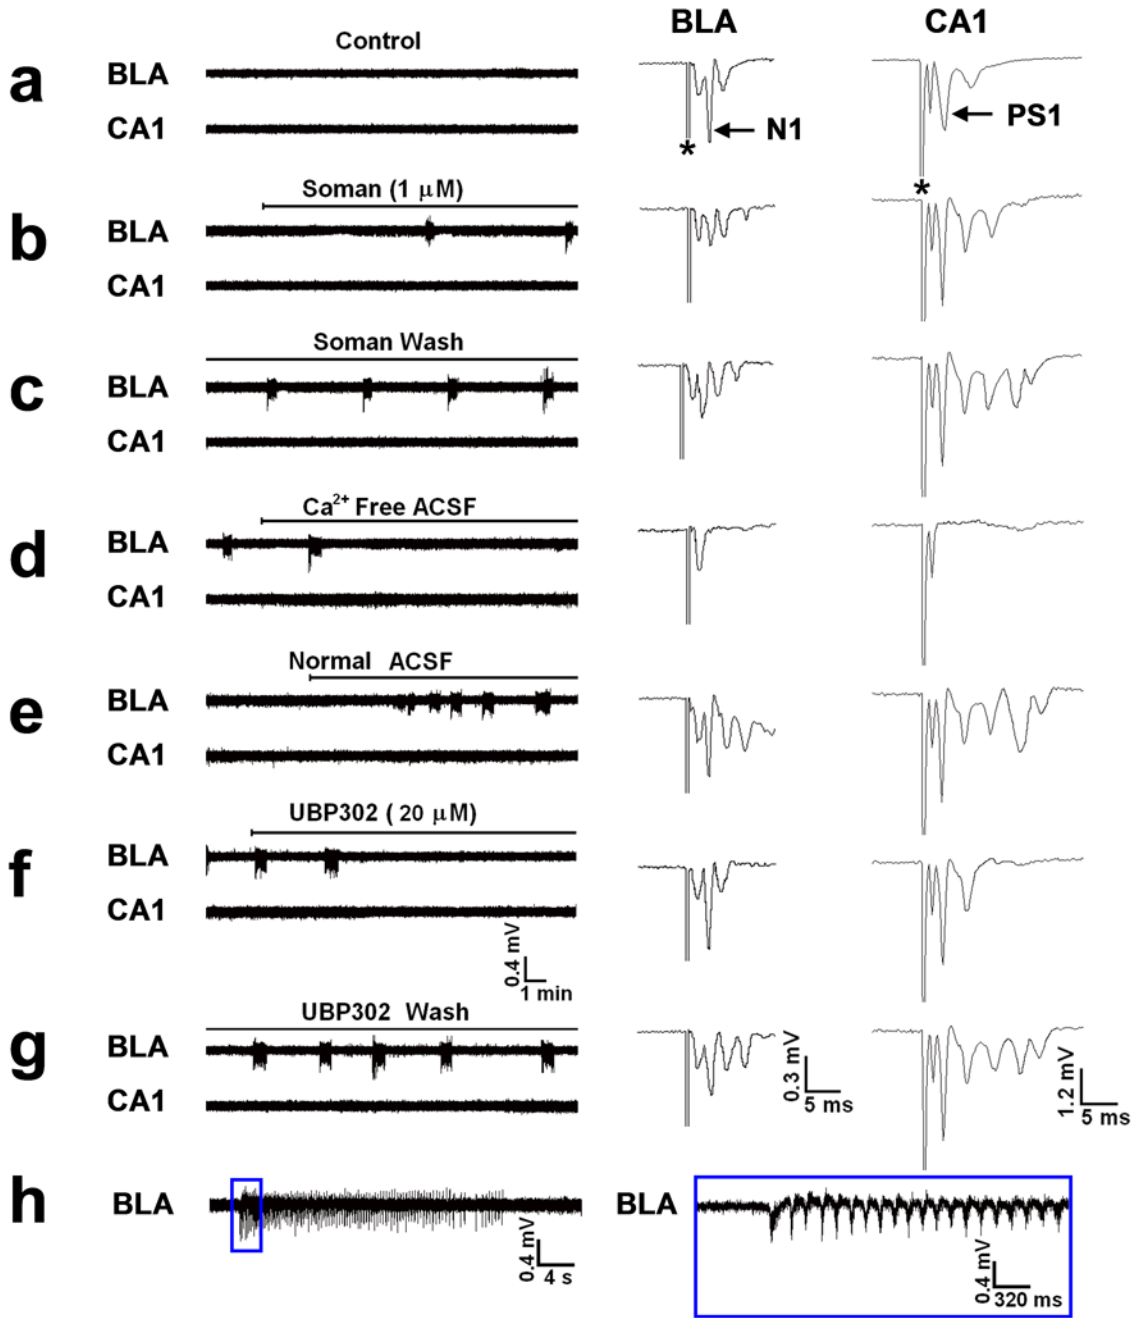 BLA CA1
a Control
BLA
CA1
N1
PS1
*
*
b Soman (1 μM)
BLA
CA1
c Soman Wash
BLA
CA1
d Ca²⁺ Free ACSF
BLA
CA1
e Normal ACSF
BLA
CA1
f UBP302 ( 20 μM)
BLA
CA1
0.4 mV
1 min
g UBP302 Wash
BLA
CA1
0.3 mV
5 ms
1.2 mV
5 ms
h BLA
0.4 mV
4 s
BLA
0.4 mV
320 ms